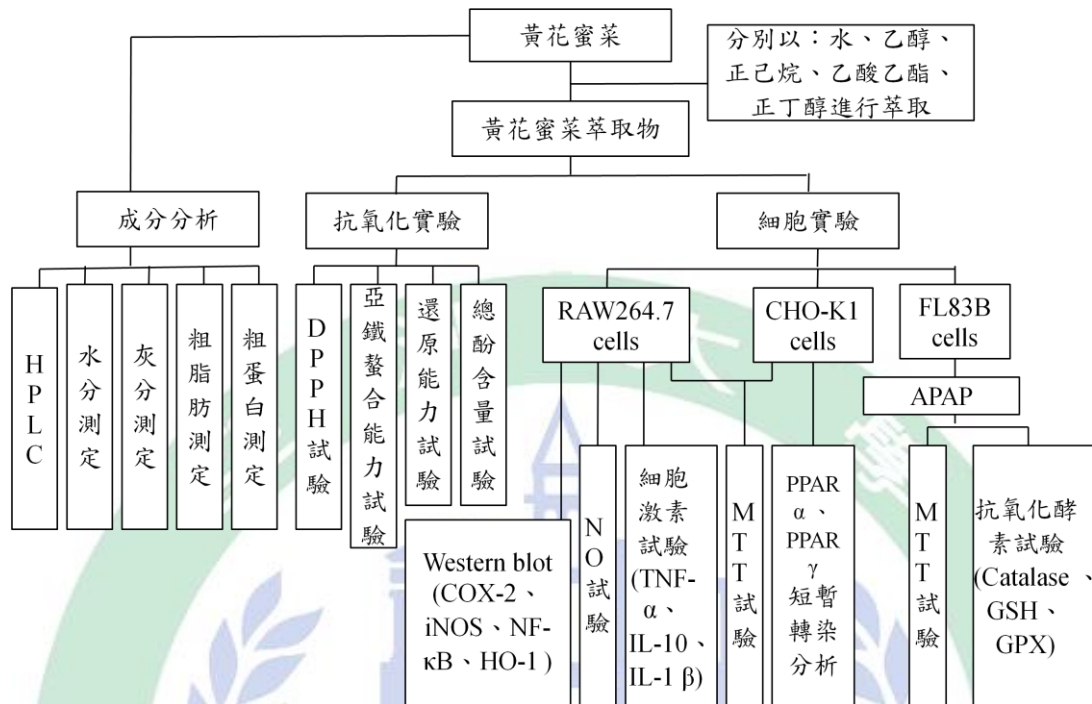 黃花蜜菜
分別以：水、乙醇、
正己烷、乙酸乙酯、
正丁醇進行萃取
黃花蜜菜萃取物
成分分析
抗氧化實驗
細胞實驗
HPLC
水分測定
灰分測定
粗脂肪測定
粗蛋白測定
DPPH試驗
亞鐵螯合能力試驗
還原能力試驗
總酚含量試驗
RAW264.7
cells
CHO-K1
cells
FL83B
cells
APAP
Western blot
(COX-2、
iNOS、NF-
κB、HO-1 )
NO試驗
細胞
激素
試驗
(TNF-
α、
IL-10、
IL-1 β)
MTT試驗
PPAR
α、
PPAR
γ
短暫
轉染
分析
MTT試驗
抗氧化酵
素試驗
(Catalase 、
GSH、
GPX)
大
學